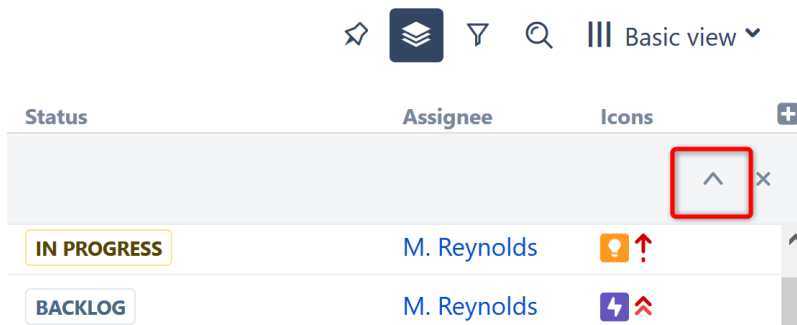 Basic view
Status Assignee Icons
IN PROGRESS M. Reynolds
BACKLOG M. Reynolds